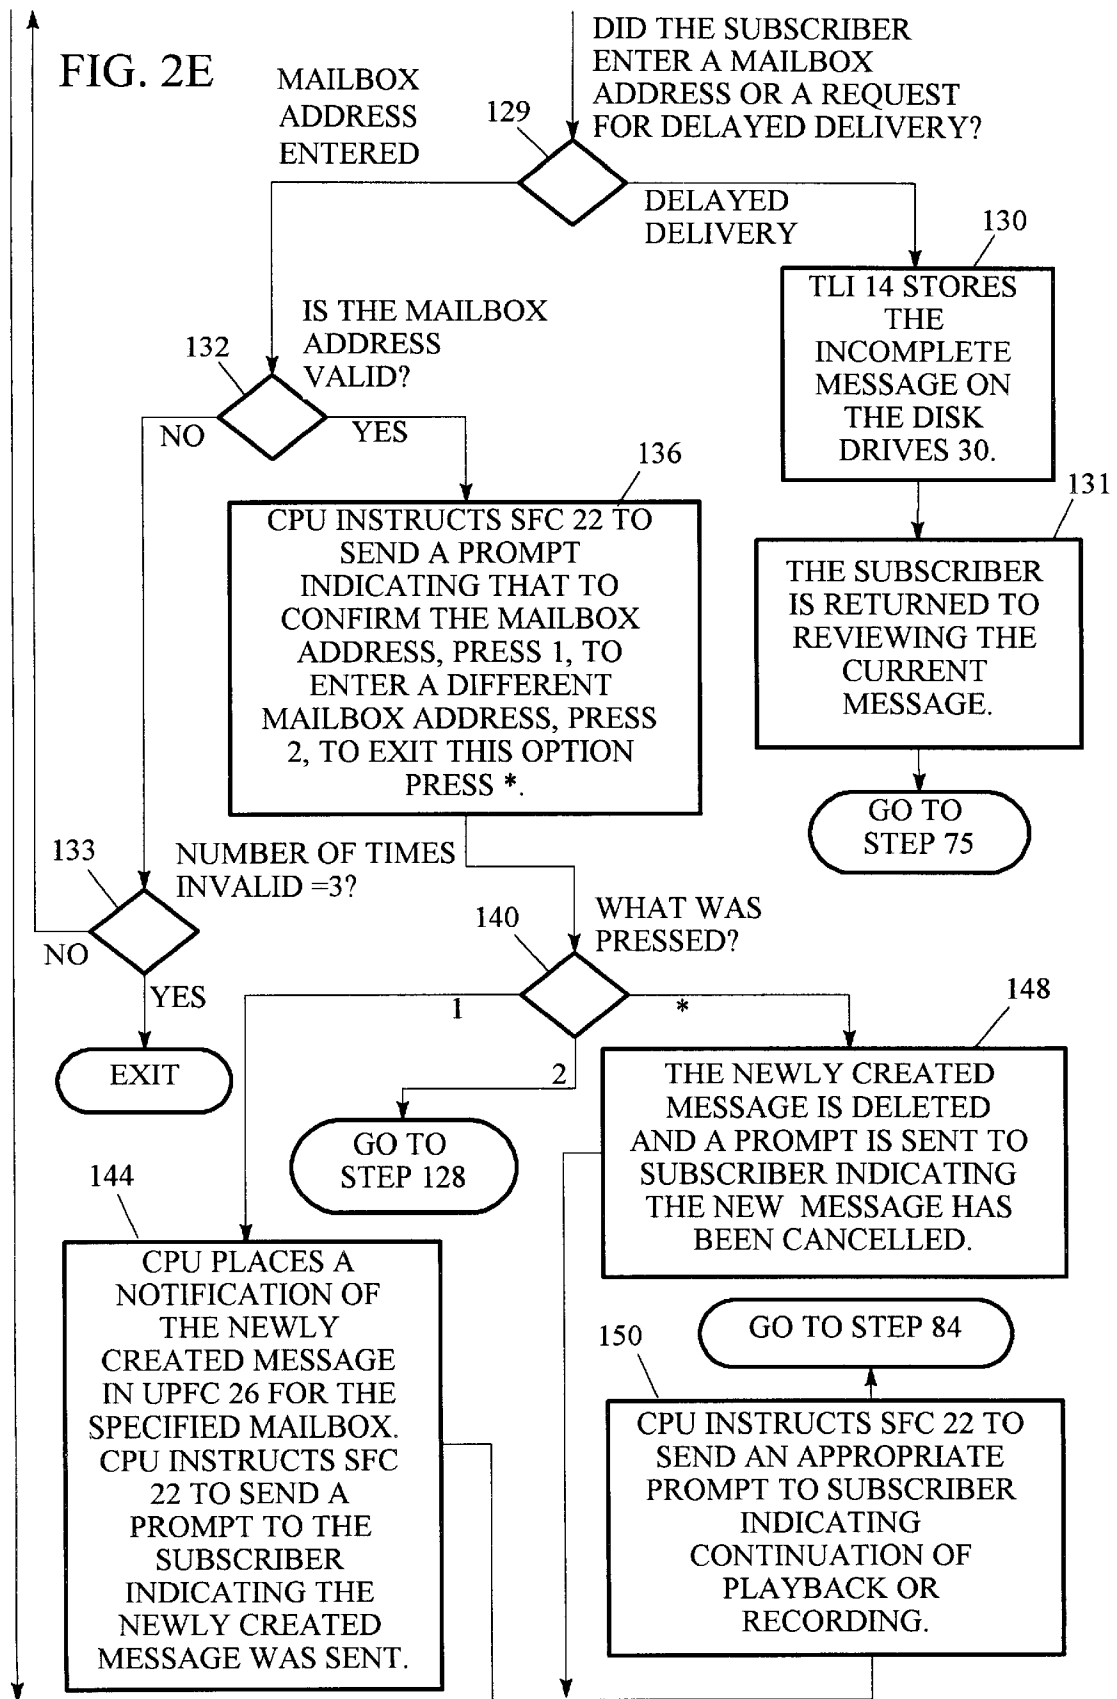 FIG. 2E
DID THE SUBSCRIBER
ENTER A MAILBOX
ADDRESS OR A REQUEST
FOR DELAYED DELIVERY?
MAILBOX
ADDRESS
ENTERED
129
DELAYED
DELIVERY
130
TLI 14 STORES
THE
INCOMPLETE
MESSAGE ON
THE DISK
DRIVES 30.
IS THE MAILBOX
ADDRESS
VALID?
132
NO
YES
136
CPU INSTRUCTS SFC 22 TO
SEND A PROMPT
INDICATING THAT TO
CONFIRM THE MAILBOX
ADDRESS, PRESS 1, TO
ENTER A DIFFERENT
MAILBOX ADDRESS, PRESS
2, TO EXIT THIS OPTION
PRESS *.
131
THE SUBSCRIBER
IS RETURNED TO
REVIEWING THE
CURRENT
MESSAGE.
GO TO
STEP 75
133
NUMBER OF TIMES
INVALID =3?
NO
YES
EXIT
140
WHAT WAS
PRESSED?
1
*
2
GO TO
STEP 128
148
THE NEWLY CREATED
MESSAGE IS DELETED
AND A PROMPT IS SENT TO
SUBSCRIBER INDICATING
THE NEW MESSAGE HAS
BEEN CANCELLED.
144
CPU PLACES A
NOTIFICATION OF
THE NEWLY
CREATED MESSAGE
IN UPFC 26 FOR THE
SPECIFIED MAILBOX.
CPU INSTRUCTS SFC
22 TO SEND A
PROMPT TO THE
SUBSCRIBER
INDICATING THE
NEWLY CREATED
MESSAGE WAS SENT.
GO TO STEP 84
150
CPU INSTRUCTS SFC 22 TO
SEND AN APPROPRIATE
PROMPT TO SUBSCRIBER
INDICATING
CONTINUATION OF
PLAYBACK OR
RECORDING.